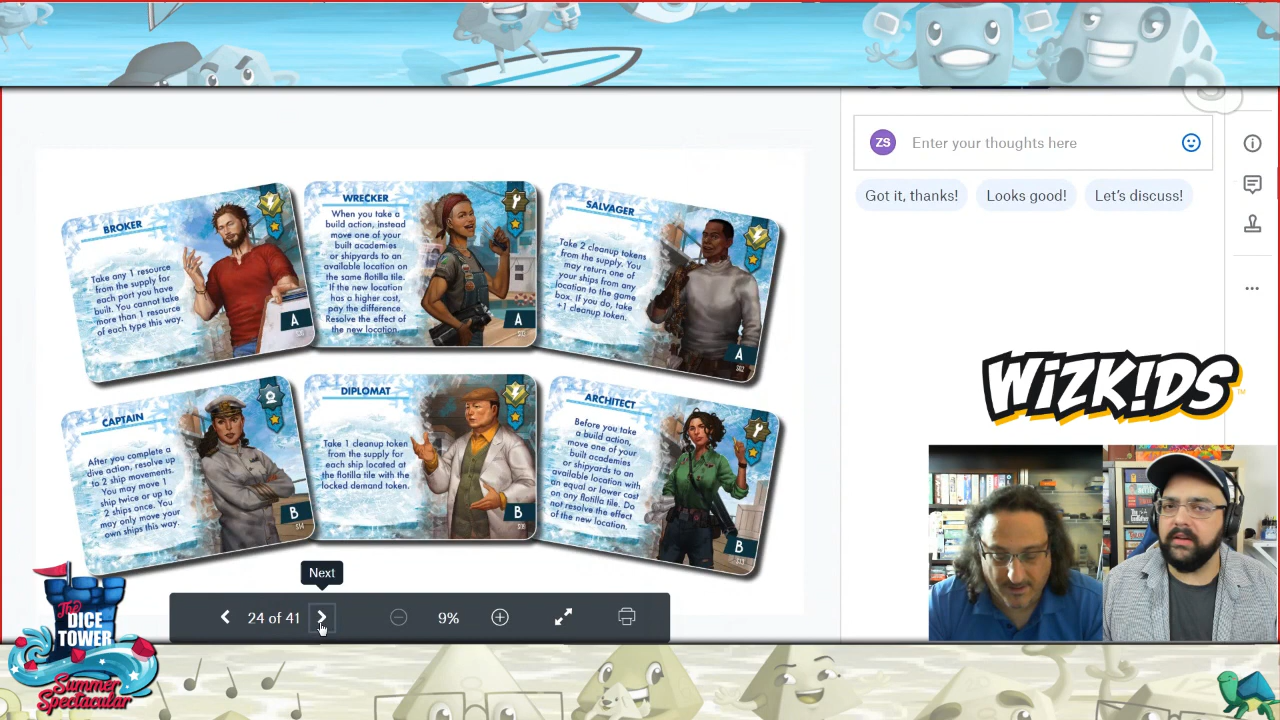 BROKER
Take any 1 resource
from the supply for
each port you have
built. You cannot take
more than 1 resource
of each type this way.
A
WRECKER
When you take a
build action, instead
move one of your
built academies
or shipyards to an
available location on
the same flotilla tile.
If the new location
has a higher cost,
pay the difference.
Resolve the effect of
the new location.
A
SALVAGER
Take 2 cleanup tokens
from the supply. You
may return one of
your ships from any
location to the game
box. If you do, take
+1 cleanup token.
A
CAPTAIN
After you complete a
dive action, resolve up
to 2 ship movements.
You may move 1
ship twice or up to
2 ships once. You
may only move your
own ships this way.
B
DIPLOMAT
Take 1 cleanup token
from the supply for
each ship located at
the flotilla tile with the
locked demand token.
B
ARCHITECT
Before you take
a build action,
move one of your
built academies
or shipyards to an
available location with
an equal or lower cost
on any flotilla tile. Do
not resolve the effect
of the new location.
B
Next
24 of 41
9%
ZS
Enter your thoughts here
Got it, thanks!
Looks good!
Let's discuss!
WIZK!DS
The
DICE
TOWER
Summer
Spectacular